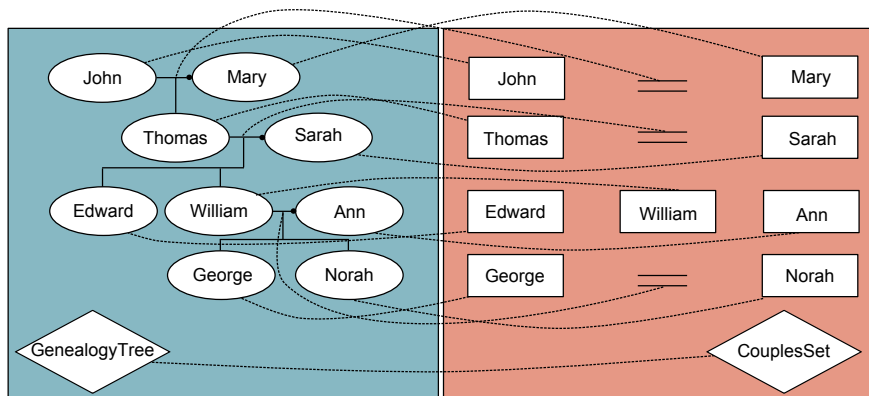 John
Mary
John
Mary
Thomas
Sarah
Thomas
Sarah
Edward
William
Ann
Edward
William
Ann
George
Norah
George
Norah
GenealogyTree
CouplesSet